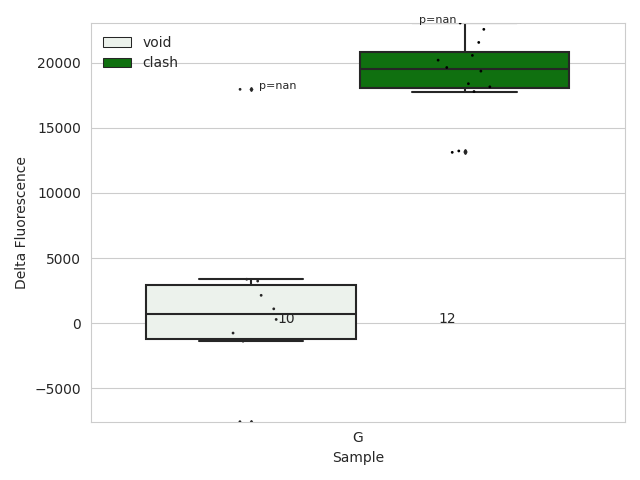 p=nan
void
clash
p=nan
20000
15000
10000
5000
0
−5000
10
12
Delta Fluorescence
G
Sample